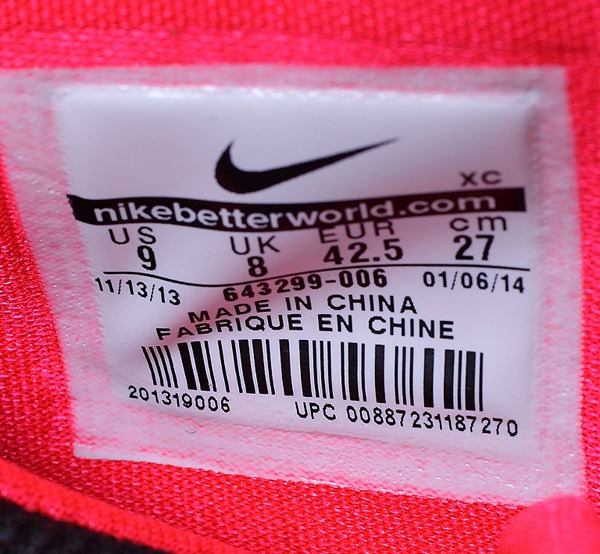 XC
nikebetterworld.com
US UK EUR cm
9 8 42.5 27
11/13/13 643299-006 01/06/14
MADE IN CHINA
FABRIQUE EN CHINE
201319006 UPC 00887231187270